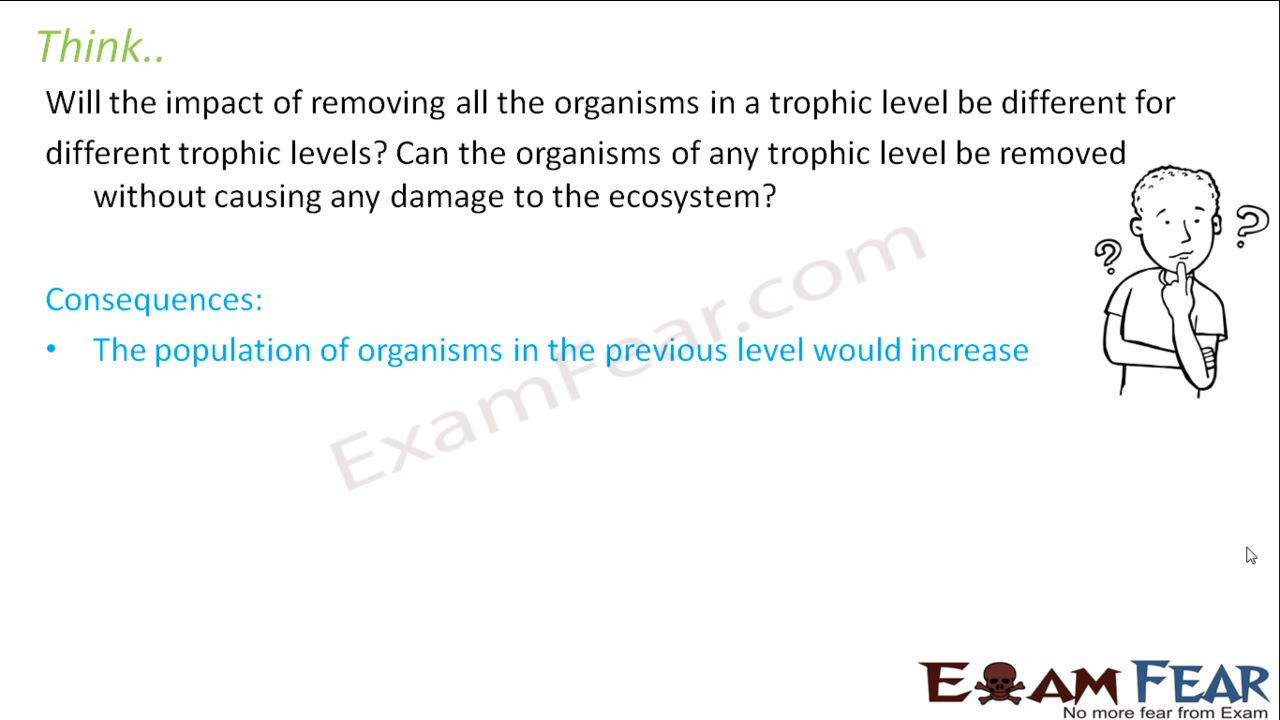 Think..
Will the impact of removing all the organisms in a trophic level be different for
different trophic levels? Can the organisms of any trophic level be removed
without causing any damage to the ecosystem?
? ?
Consequences:
• The population of organisms in the previous level would increase
ExamFear.com
EXAM FEAR
No more fear from Exam